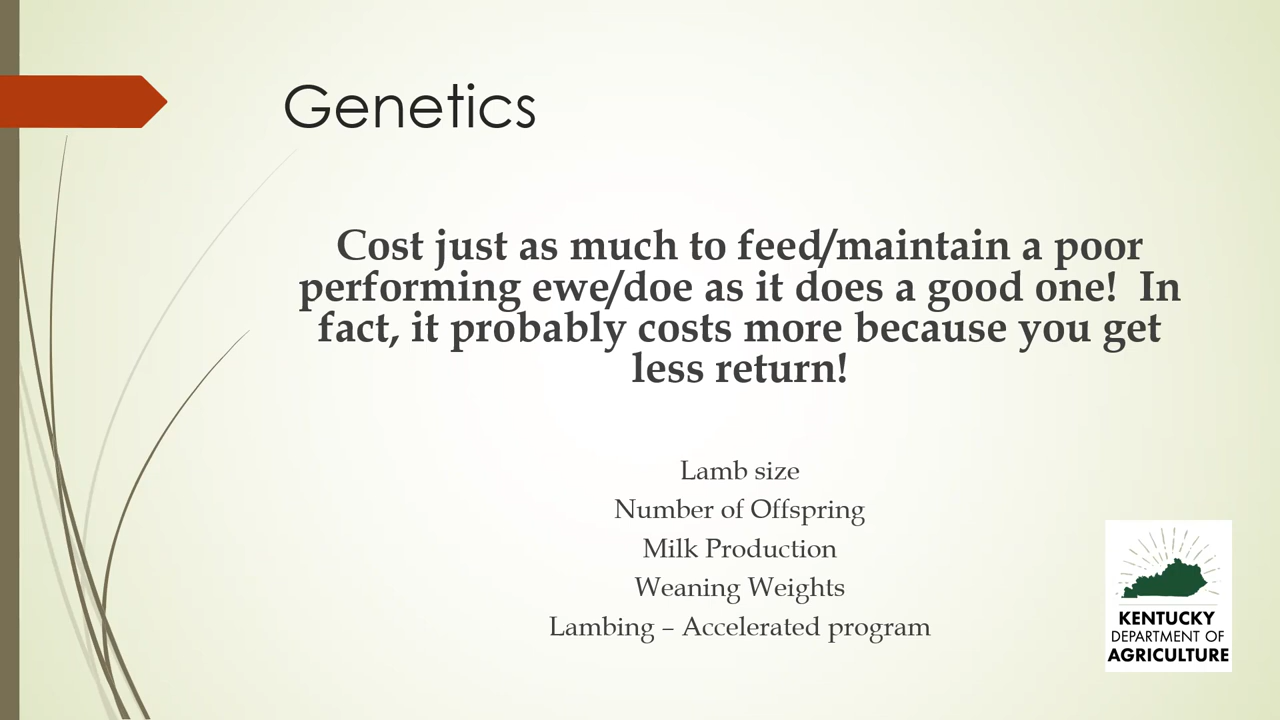 Genetics
Cost just as much to feed/maintain a poor
performing ewe/doe as it does a good one!  In
fact, it probably costs more because you get
less return!
Lamb size
Number of Offspring
Milk Production
Weaning Weights
Lambing – Accelerated program
KENTUCKY
DEPARTMENT OF
AGRICULTURE